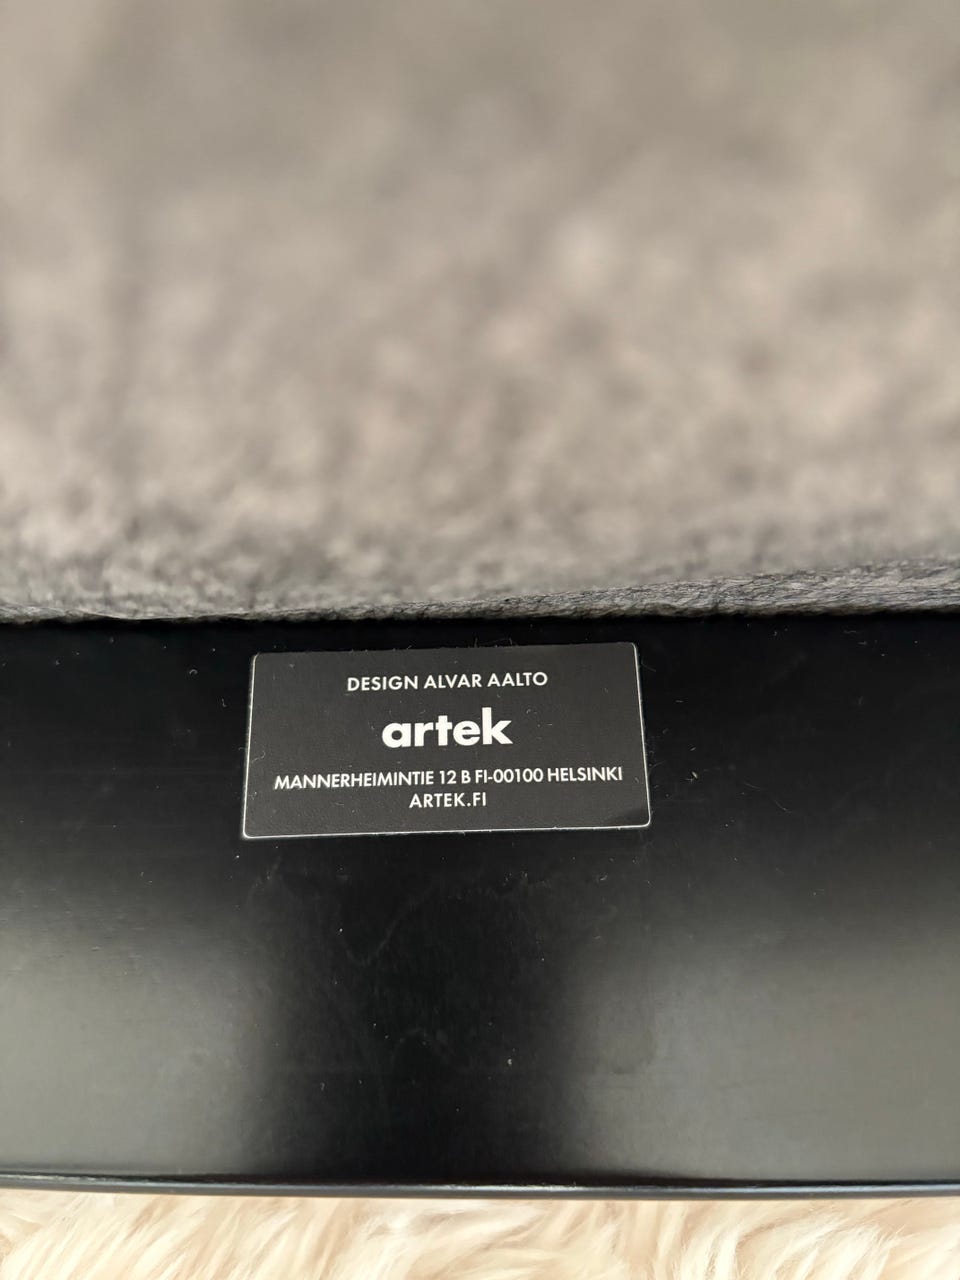 DESIGN ALVAR AALTO
artek
MANNERHEIMINTIE 12 B FI-00100 HELSINKI
ARTEK.FI